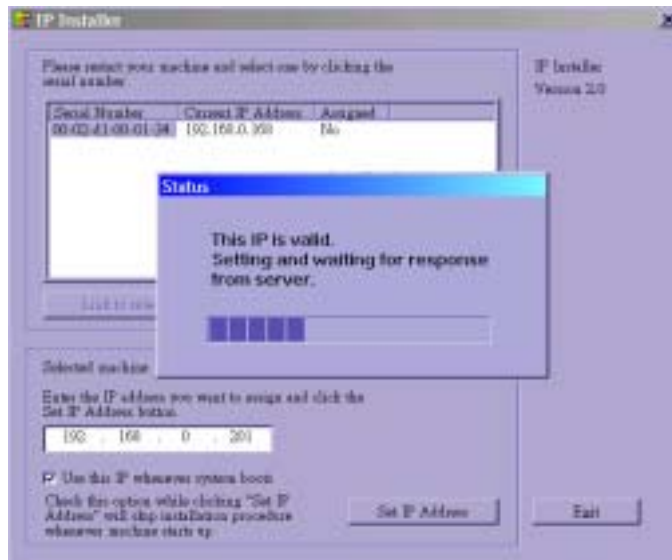 IP Installer
Please restart your machine and select one by clicking the
serial number
IP Installer
Version 2.0
Serial Number Current IP Address Assigned
00-02-d1-00-01-34 192.168.0.168 No
Status
This IP is valid.
Setting and waiting for response
from server.
Link to
Selected machine
Enter the IP address you want to assign and click the
Set IP Address button
192 . 168 . 0 . 201
Use this IP whenever system boots
Check this option while clicking "Set IP
Address" will skip installation procedure
whenever machine starts up
Set IP Address
Exit